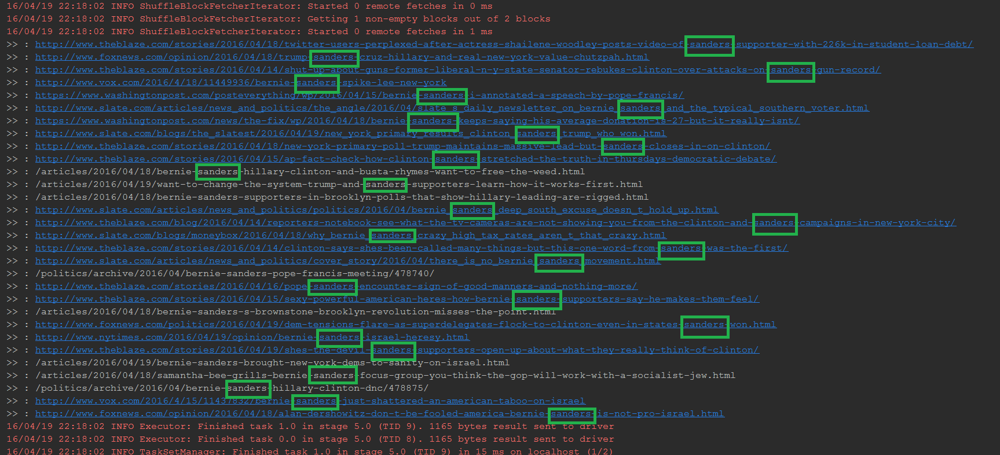 16/04/19 22:18:02 INFO ShuffleBlockFetcherIterator: Started 0 remote fetches in 0 ms
16/04/19 22:18:02 INFO ShuffleBlockFetcherIterator: Getting 1 non-empty blocks out of 2 blocks
16/04/19 22:18:02 INFO ShuffleBlockFetcherIterator: Started 0 remote fetches in 1 ms
>> : http://www.theblaze.com/stories/2016/04/18/twitter-users-perplexed-after-actress-shailene-woodley-posts-video-of-sanders-supporter-with-226k-in-student-loan-debt/
>> : http://www.foxnews.com/opinion/2016/04/18/trump-sanders-cruz-hillary-and-real-new-york-value-chutzpah.html
>> : http://www.theblaze.com/stories/2016/04/14/shut-up-about-guns-former-liberal-n-y-state-senator-rebukes-clinton-over-attacks-on-sanders-gun-record/
>> : http://www.vox.com/2016/4/18/11449936/bernie-sanders-spike-lee-new-york
>> : https://www.washingtonpost.com/posteverything/wp/2016/04/15/bernie-sanders-i-annotated-a-speech-by-pope-francis/
>> : http://www.slate.com/articles/news_and_politics/the_angle/2016/04/slate_s_daily_newsletter_on_bernie_sanders_and_the_typical_southern_voter.html
>> : https://www.washingtonpost.com/news/the-fix/wp/2016/04/18/bernie-sanders-keeps-saying-his-average-donation-is-27-but-it-really-isnt/
>> : http://www.slate.com/blogs/the_slatest/2016/04/19/new_york_primary_results_clinton_sanders_trump_who_won.html
>> : http://www.theblaze.com/stories/2016/04/18/new-york-primary-poll-trump-maintains-massive-lead-but-sanders-closes-in-on-clinton/
>> : http://www.theblaze.com/stories/2016/04/15/ap-fact-check-how-clinton-sanders-stretched-the-truth-in-thursdays-democratic-debate/
>> : /articles/2016/04/18/bernie-sanders-hillary-clinton-and-busta-rhymes-want-to-free-the-weed.html
>> : /articles/2016/04/19/want-to-change-the-system-trump-and-sanders-supporters-learn-how-it-works-first.html
>> : /articles/2016/04/18/bernie-sanders-supporters-in-brooklyn-polls-that-show-hillary-leading-are-rigged.html
>> : http://www.slate.com/articles/news_and_politics/politics/2016/04/bernie_sanders_deep_south_excuse_doesn_t_hold_up.html
>> : http://www.theblaze.com/blog/2016/04/14/reporters-notebook-see-what-the-tv-cameras-are-not-showing-you-from-the-clinton-and-sanders-campaigns-in-new-york-city/
>> : http://www.slate.com/blogs/moneybox/2016/04/18/why_bernie_sanders_crazy_high_tax_rates_aren_t_that_crazy.html
>> : http://www.theblaze.com/stories/2016/04/14/clinton-says-shes-been-called-many-things-but-this-one-word-from-sanders-was-the-first/
>> : http://www.slate.com/articles/news_and_politics/cover_story/2016/04/there_is_no_bernie_sanders_movement.html
>> : /politics/archive/2016/04/bernie-sanders-pope-francis-meeting/478740/
>> : http://www.theblaze.com/stories/2016/04/16/pope-sanders-encounter-sign-of-good-manners-and-nothing-more/
>> : http://www.theblaze.com/stories/2016/04/15/sexy-powerful-american-heres-how-bernie-sanders-supporters-say-he-makes-them-feel/
>> : /articles/2016/04/18/bernie-sanders-s-brownstone-brooklyn-revolution-misses-the-point.html
>> : http://www.foxnews.com/politics/2016/04/19/dem-tensions-flare-as-superdelegates-flock-to-clinton-even-in-states-sanders-won.html
>> : http://www.nytimes.com/2016/04/19/opinion/bernie-sanders-israel-heresy.html
>> : http://www.theblaze.com/stories/2016/04/19/shes-the-devil-sanders-supporters-open-up-about-what-they-really-think-of-clinton/
>> : /articles/2016/04/19/bernie-sanders-brought-new-york-dems-to-sanity-on-israel.html
>> : /articles/2016/04/18/samantha-bee-grills-bernie-sanders-focus-group-you-think-the-gop-will-work-with-a-socialist-jew.html
>> : /politics/archive/2016/04/bernie-sanders-hillary-clinton-dnc/478875/
>> : http://www.vox.com/2016/4/15/11437832/bernie-sanders-just-shattered-an-american-taboo-on-israel
>> : http://www.foxnews.com/opinion/2016/04/18/alan-dershowitz-don-t-be-fooled-america-bernie-sanders-is-not-pro-israel.html
16/04/19 22:18:02 INFO Executor: Finished task 1.0 in stage 5.0 (TID 9). 1165 bytes result sent to driver
16/04/19 22:18:02 INFO Executor: Finished task 0.0 in stage 5.0 (TID 8). 1165 bytes result sent to driver
16/04/19 22:18:02 INFO TaskSetManager: Finished task 1.0 in stage 5.0 (TID 9) in 15 ms on localhost (1/2)